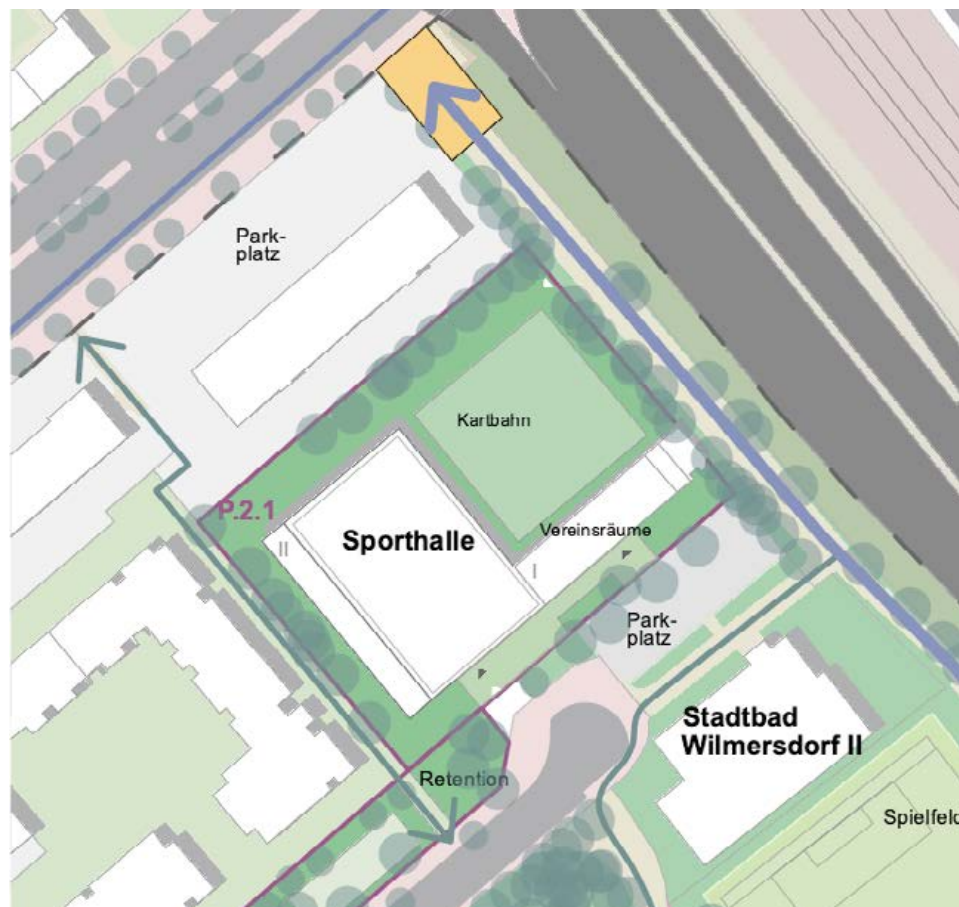 Park-
platz
Kartbahn
P.2.1
Sporthalle
Vereinsräume
II
I
Park-
platz
Stadtbad
Wilmersdorf II
Retention
Spielfeld